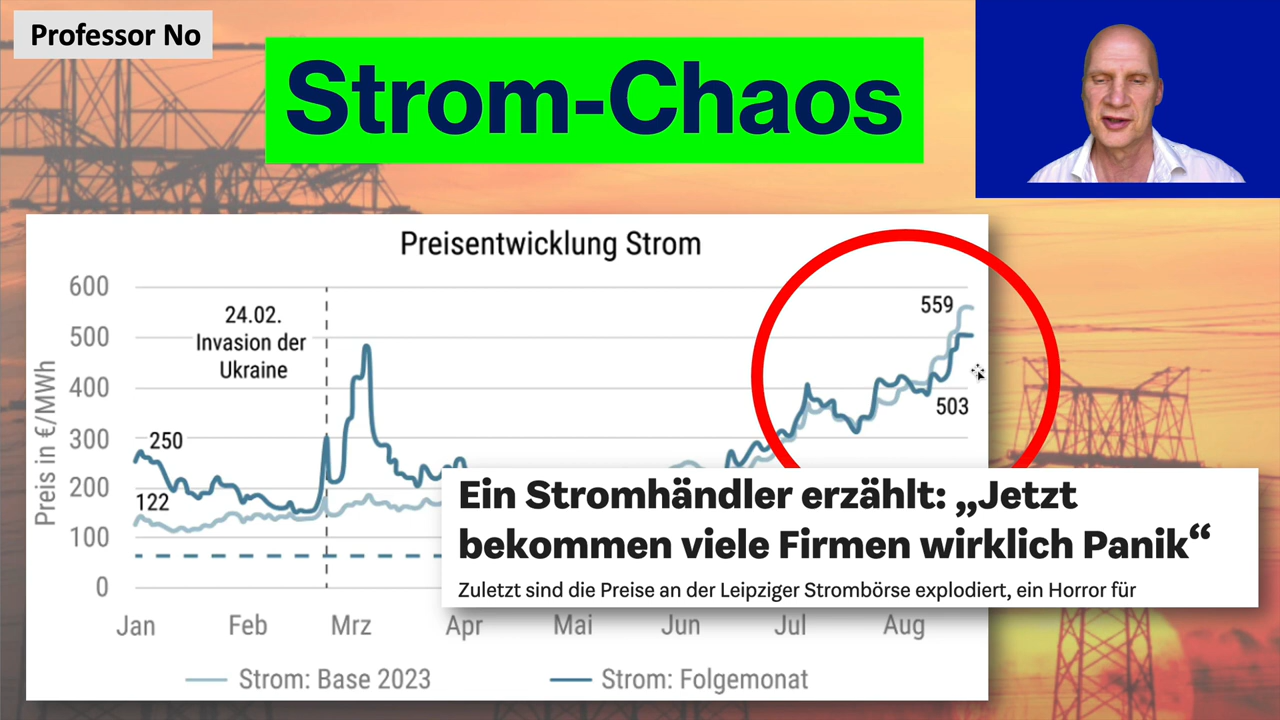 Professor No
Strom-Chaos
Preisentwicklung Strom
Preis in €/MWh
600
500
400
300
200
100
0
24.02.
Invasion der
Ukraine
250
122
559
503
Ein Stromhändler erzählt: „Jetzt
bekommen viele Firmen wirklich Panik“
Zuletzt sind die Preise an der Leipziger Strombörse explodiert, ein Horror für
Jan Feb Mrz Apr Mai Jun Jul Aug
Strom: Base 2023 Strom: Folgemonat